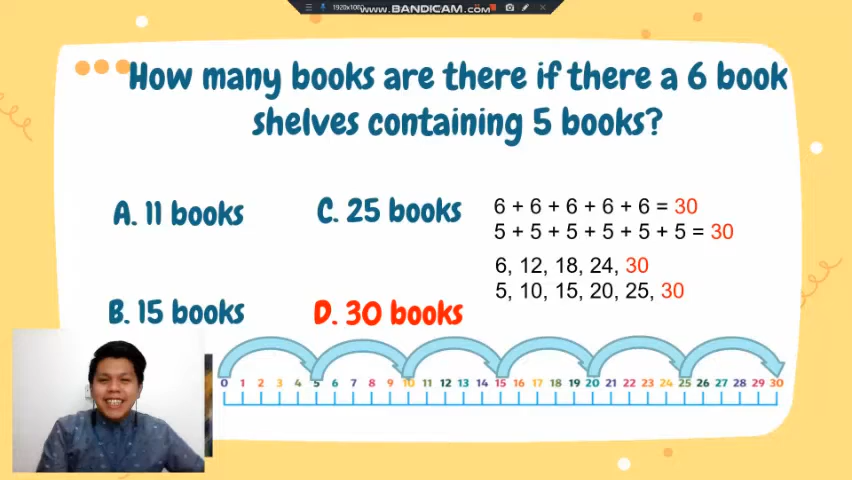 1920x1080
WWW.BANDICAM.COM
How many books are there if there a 6 book
shelves containing 5 books?
A. 11 books
C. 25 books
B. 15 books
D. 30 books
6 + 6 + 6 + 6 + 6 = 30
5 + 5 + 5 + 5 + 5 + 5 = 30
6, 12, 18, 24, 30
5, 10, 15, 20, 25, 30
0 1 2 3 4 5 6 7 8 9 10 11 12 13 14 15 16 17 18 19 20 21 22 23 24 25 26 27 28 29 30